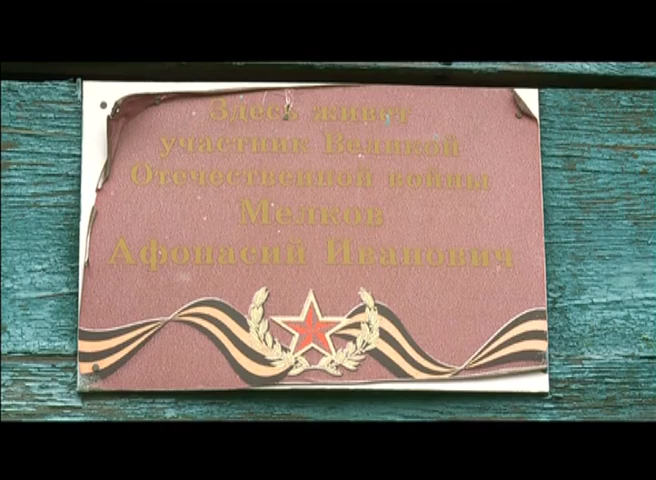 Здесь живет
участник Великой
Отечественной войны
Мелков
Афонасий Иванович